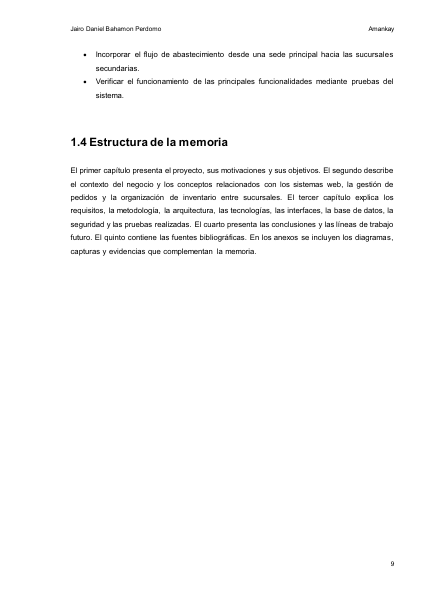 Jairo Daniel Bahamon Perdomo Amankay
• Incorporar el flujo de abastecimiento desde una sede principal hacia las sucursales
secundarias.
• Verificar el funcionamiento de las principales funcionalidades mediante pruebas del
sistema.
1.4 Estructura de la memoria
El primer capítulo presenta el proyecto, sus motivaciones y sus objetivos. El segundo describe
el contexto del negocio y los conceptos relacionados con los sistemas web, la gestión de
pedidos y la organización de inventario entre sucursales. El tercer capítulo explica los
requisitos, la metodología, la arquitectura, las tecnologías, las interfaces, la base de datos, la
seguridad y las pruebas realizadas. El cuarto presenta las conclusiones y las líneas de trabajo
futuro. El quinto contiene las fuentes bibliográficas. En los anexos se incluyen los diagramas,
capturas y evidencias que complementan la memoria.
9